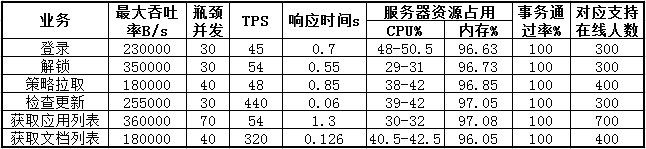 业务 最大吞吐率B/s 瓶颈并发 TPS 响应时间s 服务器资源占用 CPU% 内存% 事务通过率% 对应支持在线人数
登录 230000 30 45 0.7 48-50.5 96.63 100 300
解锁 350000 30 54 0.55 29-31 96.73 100 300
策略拉取 180000 40 48 0.85 38-42 96.85 100 400
检查更新 255000 30 440 0.06 39-42 97.05 100 300
获取应用列表 360000 70 54 1.3 30-32 97.08 100 700
获取文档列表 180000 40 320 0.126 40.5-42.5 96.05 100 400